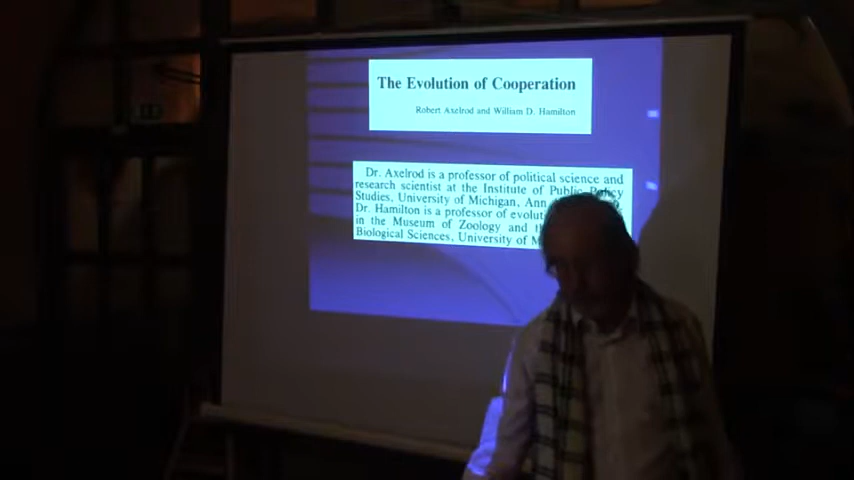 The Evolution of Cooperation
Robert Axelrod and William D. Hamilton
Dr. Axelrod is a professor of political science and
research scientist at the Institute of Public Policy
Studies, University of Michigan, Ann
Dr. Hamilton is a professor of
in the Museum of Zoology and
Biological Sciences, University of